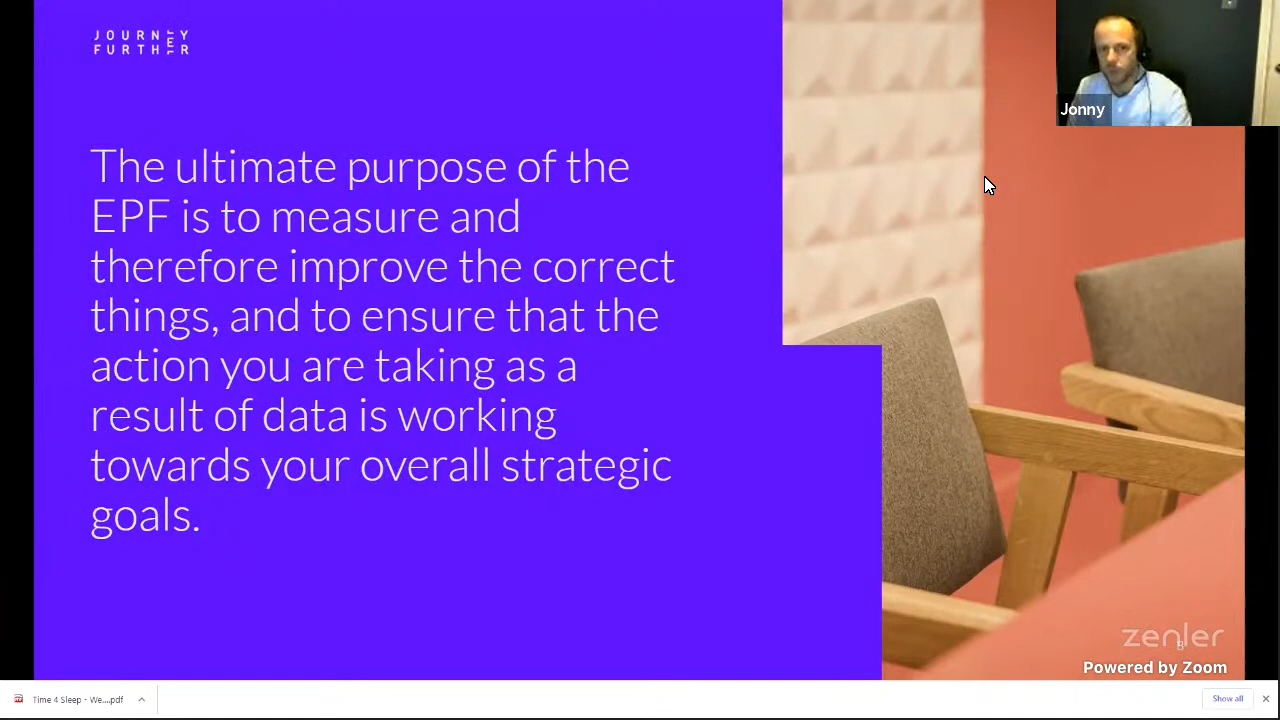 JOURNEY
FURTHER
Jonny
The ultimate purpose of the
EPF is to measure and
therefore improve the correct
things, and to ensure that the
action you are taking as a
result of data is working
towards your overall strategic
goals.
zenler
8
Powered by Zoom
Time 4 Sleep - We....pdf
Show all